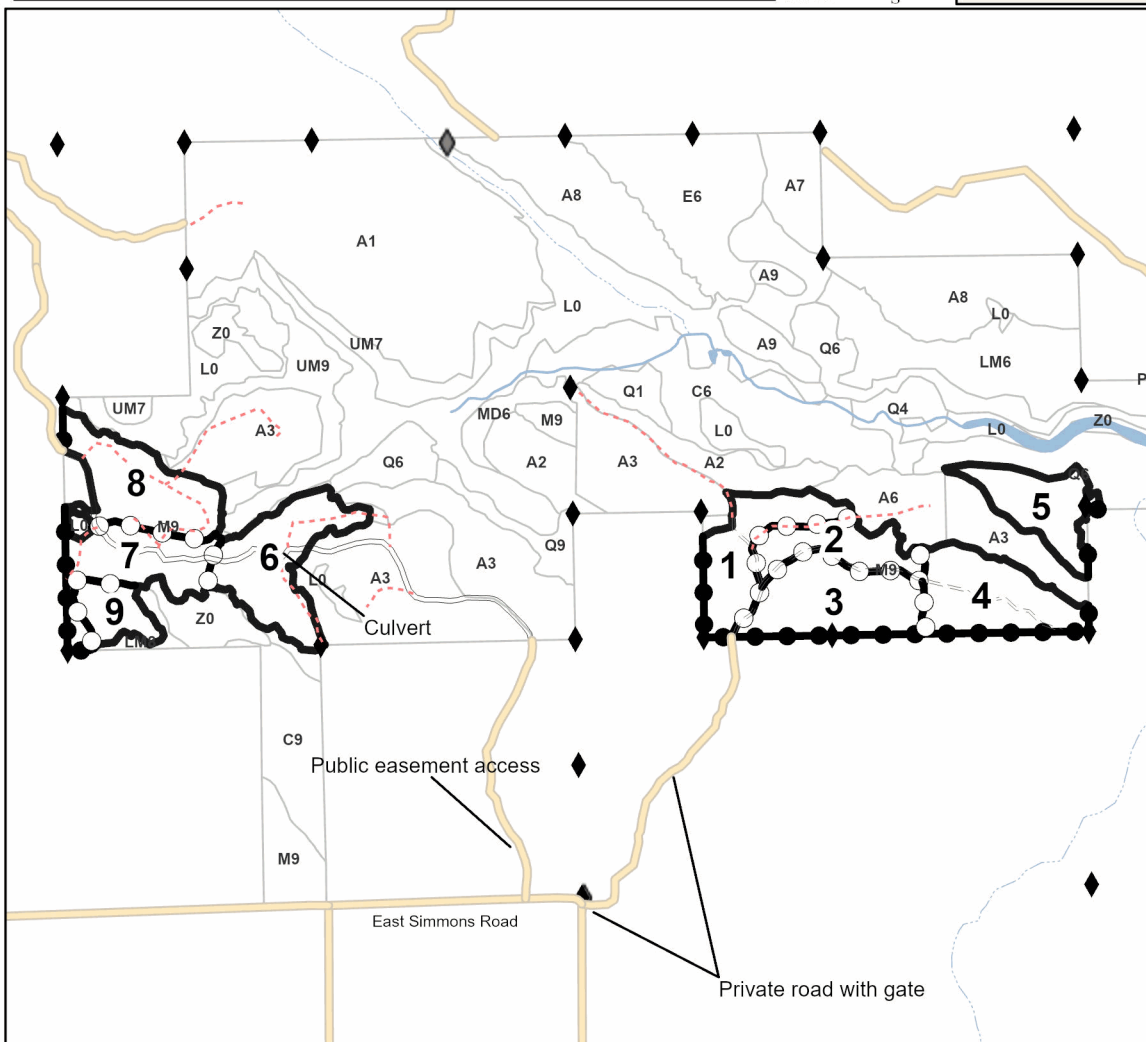 A7
A8
E6
A1
A9
A8
L0
L0
Z0
A9
Q6
UM7
L0
UM9
LM6
P
Q1
C6
UM7
MD6
M9
Q4
A3
L0
L0
Z0
Q6
A2
A3
A2
8
A6
5
L0
M9
1
2
A3
7
6
Q9
A3
M9
L0
A3
3
4
9
Z0
Culvert
C9
Public easement access
M9
East Simmons Road
Private road with gate